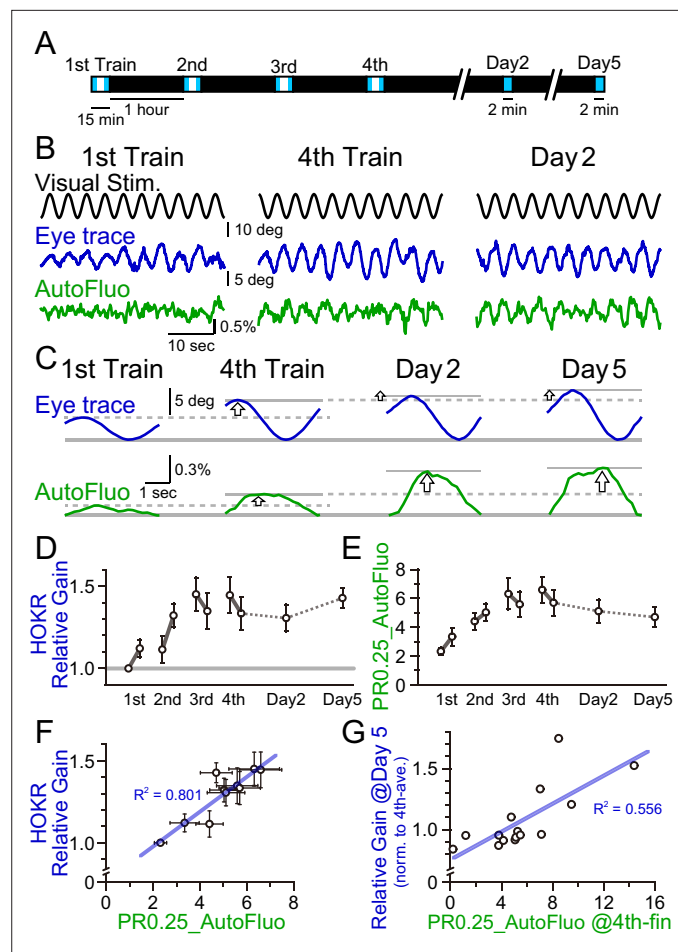 A
1st Train 2nd 3rd 4th Day2 Day5
1 hour
15 min 2 min 2 min
B
1st Train 4th Train Day 2
Visual Stim.
10 deg
Eye trace
5 deg
AutoFluo
0.5%
10 sec
C
1st Train 4th Train Day 2 Day 5
Eye trace
5 deg
0.3%
1 sec
AutoFluo
D
HOKR
Relative Gain
1.5
1.0
1st 2nd 3rd 4th Day2 Day5
E
PR0.25_AutoFluo
8
6
4
2
1st 2nd 3rd 4th Day2 Day5
F
HOKR
Relative Gain
1.5
1.0
0
R² = 0.801
0 2 4 6 8
PR0.25_AutoFluo
G
Relative Gain @Day 5
(norm. to 4th-ave.)
1.5
1.0
0
R² = 0.556
0 4 8 12 16
PR0.25_AutoFluo @4th-fin